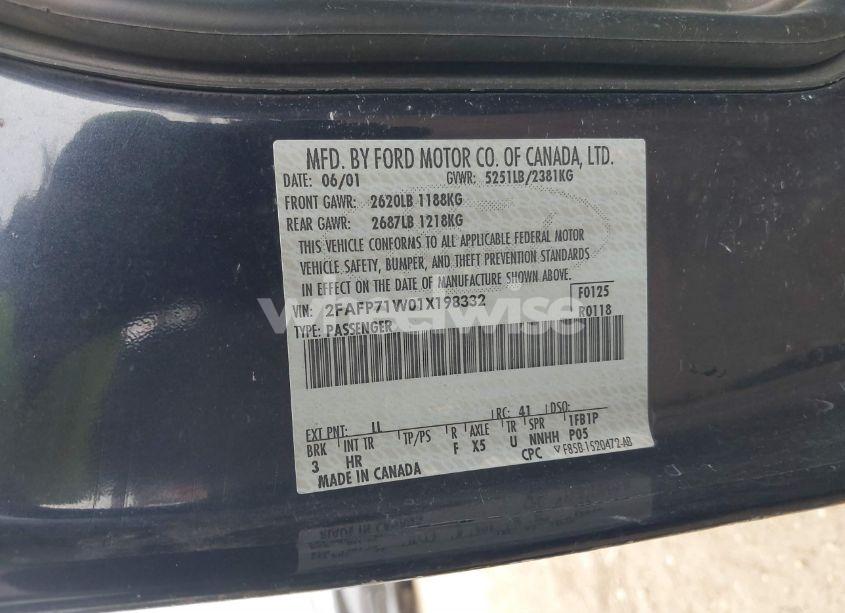 MFD. BY FORD MOTOR CO. OF CANADA, LTD.
DATE: 06/01 GVWR: 5251LB/2381KG
FRONT GAWR: 2620LB 1188KG
REAR GAWR: 2687LB 1218KG
THIS VEHICLE CONFORMS TO ALL APPLICABLE FEDERAL MOTOR
VEHICLE SAFETY, BUMPER, AND THEFT PREVENTION STANDARDS
IN EFFECT ON THE DATE OF MANUFACTURE SHOWN ABOVE.
VIN: 2FAFP71W01X198332 F0125
TYPE: PASSENGER R0118
wheelwise
EXT PNT: LL RC: 41 DSO:
BRK INT TR TP/PS R AXLE TR SPR 1FB1P
3 HR F X5 U NNHH P05
MADE IN CANADA CPC F85B-1520472-AB